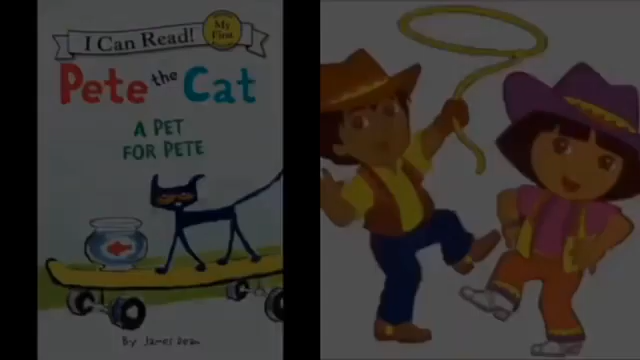 I Can Read!
My
First
Pete the Cat
A PET
FOR PETE
By James Dean